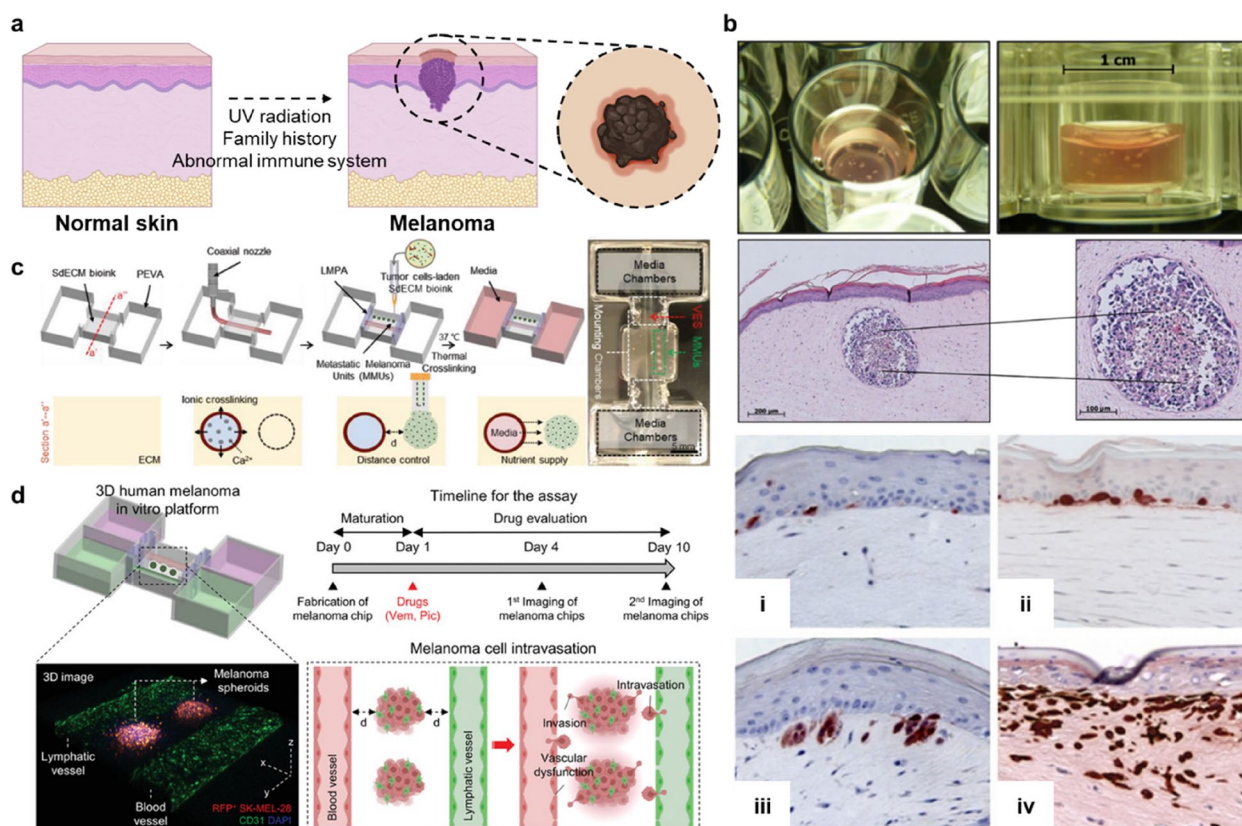 a
UV radiation
Family history
Abnormal immune system
Normal skin
Melanoma
b
1 cm
200 μm
100 μm
i
ii
iii
iv
c
SdECM bioink
PEVA
a''
a'
Coaxial nozzle
LMPA
Tumor cells-laden
SdECM bioink
Media
37 ℃
Thermal
Crosslinking
Metastatic Melanoma
Units (MMUs)
Section a'–a''
ECM
Ionic crosslinking
Ca²⁺
d
Distance control
Media
Nutrient supply
Media
Chambers
VES
MMUs
Mounting Chambers
Media
Chambers
5 mm
d
3D human melanoma
in vitro platform
Timeline for the assay
Maturation
Drug evaluation
Day 0
Day 1
Day 4
Day 10
Fabrication of
melanoma chip
Drugs
(Vem, Pic)
1st Imaging of
melanoma chips
2nd Imaging of
melanoma chips
3D image
Melanoma
spheroids
Lymphatic
vessel
Blood
vessel
x
y
z
RFP⁺ SK-MEL-28
CD31 DAPI
Melanoma cell intravasation
Blood vessel
d
d
Lymphatic vessel
Invasion
Intravasation
Vascular
dysfunction